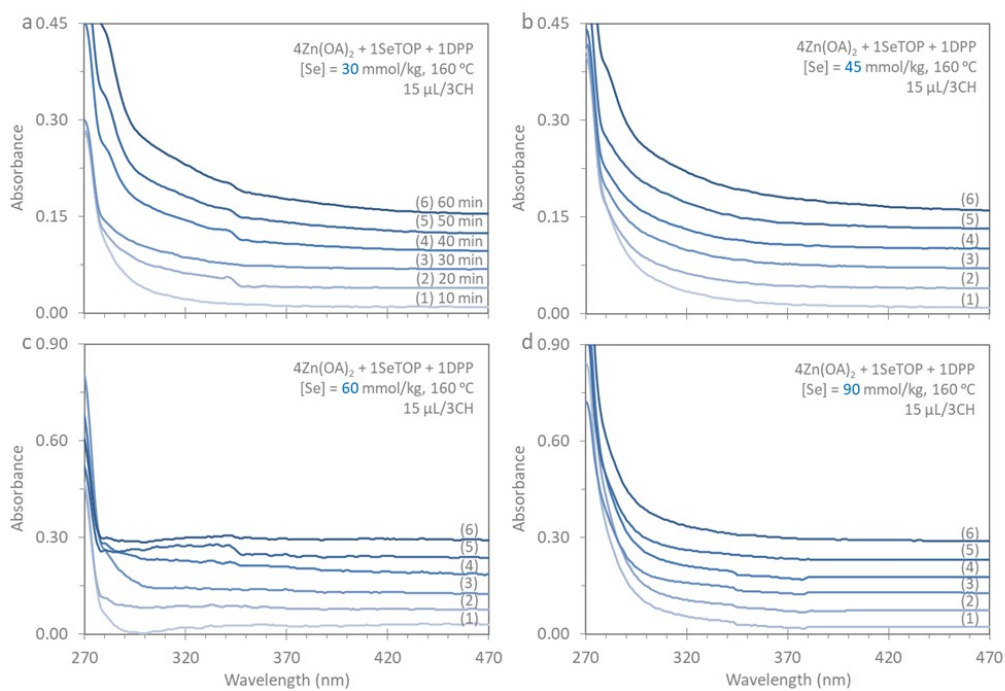 a
0.45
0.30
0.15
0.00
Absorbance
4Zn(OA)₂ + 1SeTOP + 1DPP
[Se] = 30 mmol/kg, 160 °C
15 µL/3CH
(6) 60 min
(5) 50 min
(4) 40 min
(3) 30 min
(2) 20 min
(1) 10 min
270 320 370 420 470
b
0.45
0.30
0.15
0.00
Absorbance
4Zn(OA)₂ + 1SeTOP + 1DPP
[Se] = 45 mmol/kg, 160 °C
15 µL/3CH
(6)
(5)
(4)
(3)
(2)
(1)
270 320 370 420 470
c
0.90
0.60
0.30
0.00
Absorbance
4Zn(OA)₂ + 1SeTOP + 1DPP
[Se] = 60 mmol/kg, 160 °C
15 µL/3CH
(6)
(5)
(4)
(3)
(2)
(1)
270 320 370 420 470
Wavelength (nm)
d
0.90
0.60
0.30
0.00
Absorbance
4Zn(OA)₂ + 1SeTOP + 1DPP
[Se] = 90 mmol/kg, 160 °C
15 µL/3CH
(6)
(5)
(4)
(3)
(2)
(1)
270 320 370 420 470
Wavelength (nm)